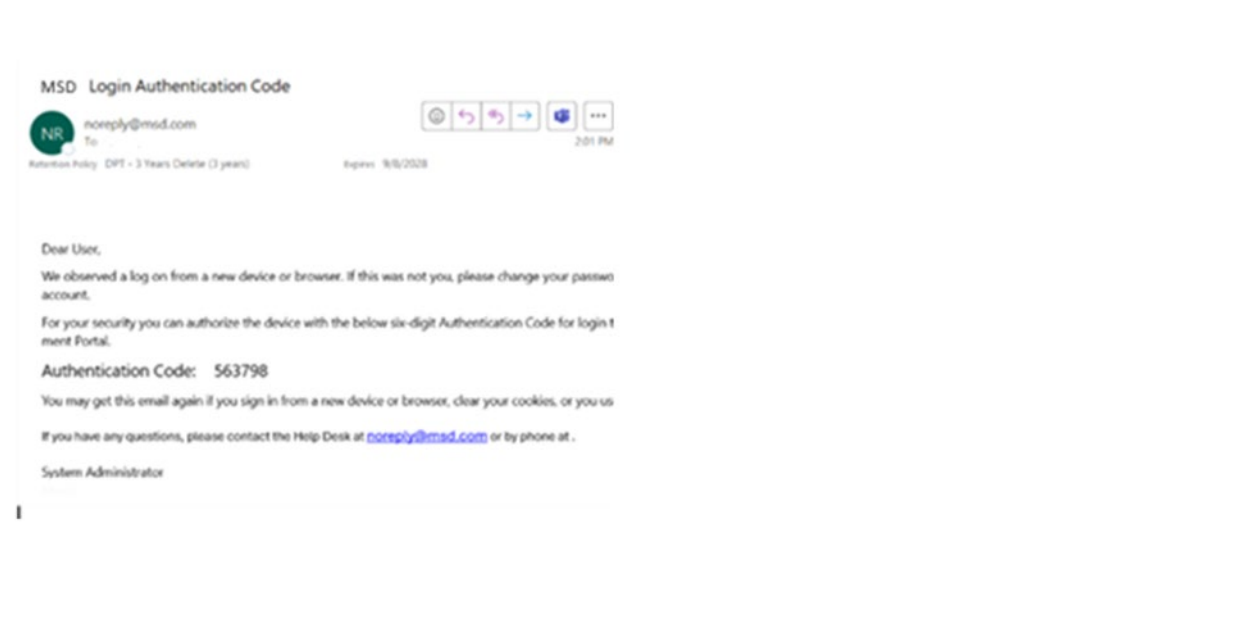 MSD Login Authentication Code
NR
noreply@msd.com
To
2:01 PM
Retention Policy DPT - 3 Years Delete (3 years) Expires 9/8/2028
Dear User,
We observed a log on from a new device or browser. If this was not you, please change your passwo
account.
For your security you can authorize the device with the below six-digit Authentication Code for login t
ment Portal.
Authentication Code: 563798
You may get this email again if you sign in from a new device or browser, clear your cookies, or you us
If you have any questions, please contact the Help Desk at noreply@msd.com or by phone at .
System Administrator